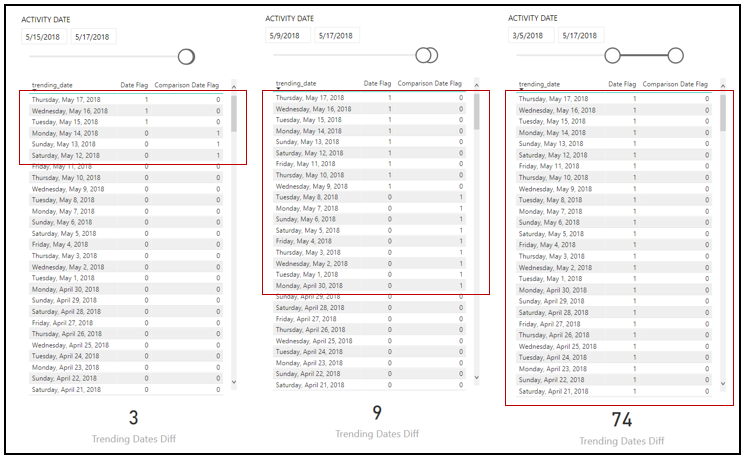 ACTIVITY DATE
5/15/2018 5/17/2018
trending_date Date Flag Comparison Date Flag
Thursday, May 17, 2018 1 0
Wednesday, May 16, 2018 1 0
Tuesday, May 15, 2018 1 0
Monday, May 14, 2018 0 1
Sunday, May 13, 2018 0 1
Saturday, May 12, 2018 0 1
Friday, May 11, 2018 0 0
Thursday, May 10, 2018 0 0
Wednesday, May 9, 2018 0 0
Tuesday, May 8, 2018 0 0
Monday, May 7, 2018 0 0
Sunday, May 6, 2018 0 0
Saturday, May 5, 2018 0 0
Friday, May 4, 2018 0 0
Thursday, May 3, 2018 0 0
Wednesday, May 2, 2018 0 0
Tuesday, May 1, 2018 0 0
Monday, April 30, 2018 0 0
Sunday, April 29, 2018 0 0
Saturday, April 28, 2018 0 0
Friday, April 27, 2018 0 0
Thursday, April 26, 2018 0 0
Wednesday, April 25, 2018 0 0
Tuesday, April 24, 2018 0 0
Monday, April 23, 2018 0 0
Sunday, April 22, 2018 0 0
Saturday, April 21, 2018 0 0
3
Trending Dates Diff
ACTIVITY DATE
5/9/2018 5/17/2018
trending_date Date Flag Comparison Date Flag
Thursday, May 17, 2018 1 0
Wednesday, May 16, 2018 1 0
Tuesday, May 15, 2018 1 0
Monday, May 14, 2018 1 0
Sunday, May 13, 2018 1 0
Saturday, May 12, 2018 1 0
Friday, May 11, 2018 1 0
Thursday, May 10, 2018 1 0
Wednesday, May 9, 2018 1 0
Tuesday, May 8, 2018 0 1
Monday, May 7, 2018 0 1
Sunday, May 6, 2018 0 1
Saturday, May 5, 2018 0 1
Friday, May 4, 2018 0 1
Thursday, May 3, 2018 0 1
Wednesday, May 2, 2018 0 1
Tuesday, May 1, 2018 0 1
Monday, April 30, 2018 0 1
Sunday, April 29, 2018 0 0
Saturday, April 28, 2018 0 0
Friday, April 27, 2018 0 0
Thursday, April 26, 2018 0 0
Wednesday, April 25, 2018 0 0
Tuesday, April 24, 2018 0 0
Monday, April 23, 2018 0 0
Sunday, April 22, 2018 0 0
Saturday, April 21, 2018 0 0
9
Trending Dates Diff
ACTIVITY DATE
3/5/2018 5/17/2018
trending_date Date Flag Comparison Date Flag
Thursday, May 17, 2018 1 0
Wednesday, May 16, 2018 1 0
Tuesday, May 15, 2018 1 0
Monday, May 14, 2018 1 0
Sunday, May 13, 2018 1 0
Saturday, May 12, 2018 1 0
Friday, May 11, 2018 1 0
Thursday, May 10, 2018 1 0
Wednesday, May 9, 2018 1 0
Tuesday, May 8, 2018 1 0
Monday, May 7, 2018 1 0
Sunday, May 6, 2018 1 0
Saturday, May 5, 2018 1 0
Friday, May 4, 2018 1 0
Thursday, May 3, 2018 1 0
Wednesday, May 2, 2018 1 0
Tuesday, May 1, 2018 1 0
Monday, April 30, 2018 1 0
Sunday, April 29, 2018 1 0
Saturday, April 28, 2018 1 0
Friday, April 27, 2018 1 0
Thursday, April 26, 2018 1 0
Wednesday, April 25, 2018 1 0
Tuesday, April 24, 2018 1 0
Monday, April 23, 2018 1 0
Sunday, April 22, 2018 1 0
Saturday, April 21, 2018 1 0
74
Trending Dates Diff